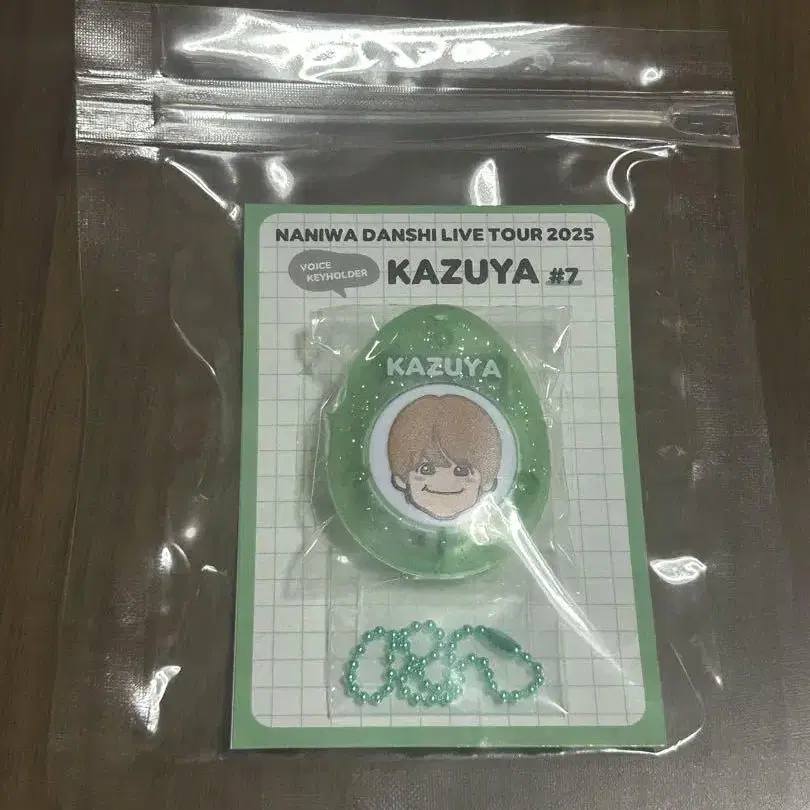 NANIWA DANSHI LIVE TOUR 2025
VOICE
KEYHOLDER
KAZUYA #7
KAZUYA